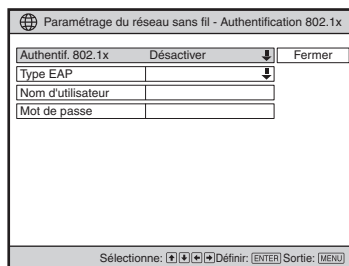 Paramétrage du réseau sans fil - Authentification 802.1x
Authentif. 802.1x Désactiver Fermer
Type EAP
Nom d'utilisateur
Mot de passe
Sélectionne: Définir: ENTER Sortie: MENU